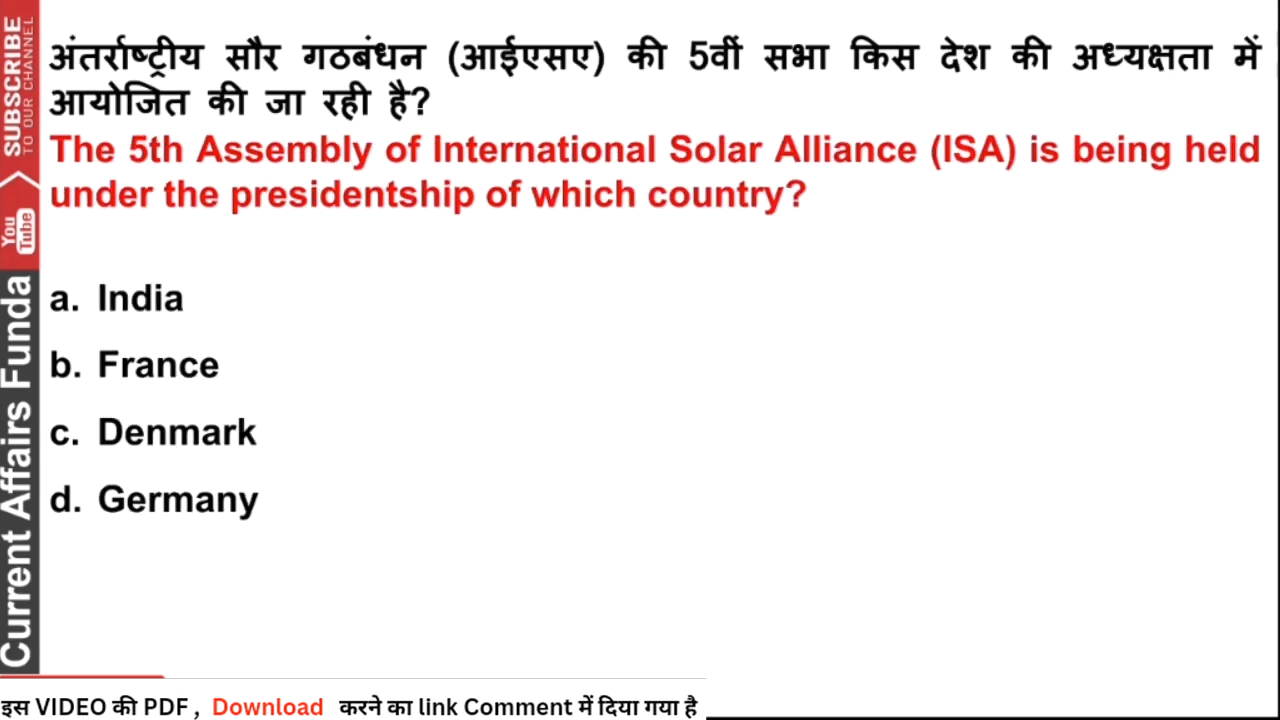 अंतर्राष्ट्रीय सौर गठबंधन (आईएसए) की 5वीं सभा किस देश की अध्यक्षता में
आयोजित की जा रही है?
The 5th Assembly of International Solar Alliance (ISA) is being held
under the presidentship of which country?
a. India
b. France
c. Denmark
d. Germany
SUBSCRIBE
TO OUR CHANNEL
You Tube
Current Affairs Funda
इस VIDEO की PDF , Download करने का link Comment में दिया गया है